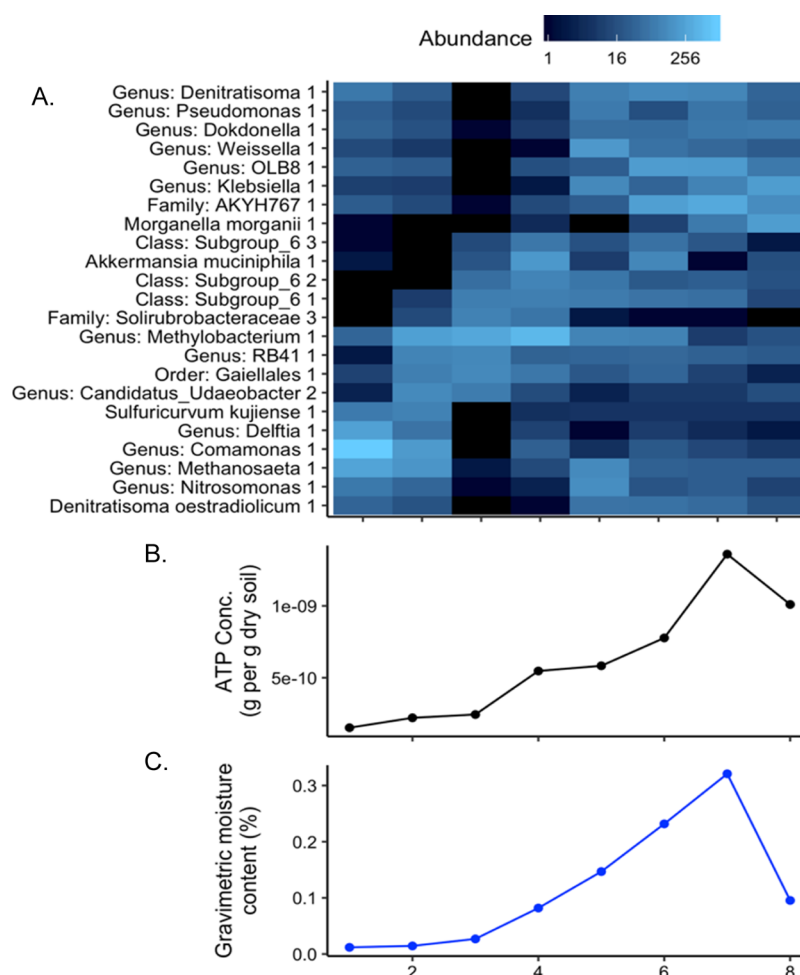 Abundance
1 16 256
A.
Genus: Denitratisoma 1
Genus: Pseudomonas 1
Genus: Dokdonella 1
Genus: Weissella 1
Genus: OLB8 1
Genus: Klebsiella 1
Family: AKYH767 1
Morganella morganii 1
Class: Subgroup_6 3
Akkermansia muciniphila 1
Class: Subgroup_6 2
Class: Subgroup_6 1
Family: Solirubrobacteraceae 3
Genus: Methylobacterium 1
Genus: RB41 1
Order: Gaiellales 1
Genus: Candidatus_Udaeobacter 2
Sulfuricurvum kujiense 1
Genus: Delftia 1
Genus: Comamonas 1
Genus: Methanosaeta 1
Genus: Nitrosomonas 1
Denitratisoma oestradiolicum 1
B.
ATP Conc.
(g per g dry soil)
1e-09
5e-10
C.
Gravimetric moisture
content (%)
0.3
0.2
0.1
0.0
2 4 6 8